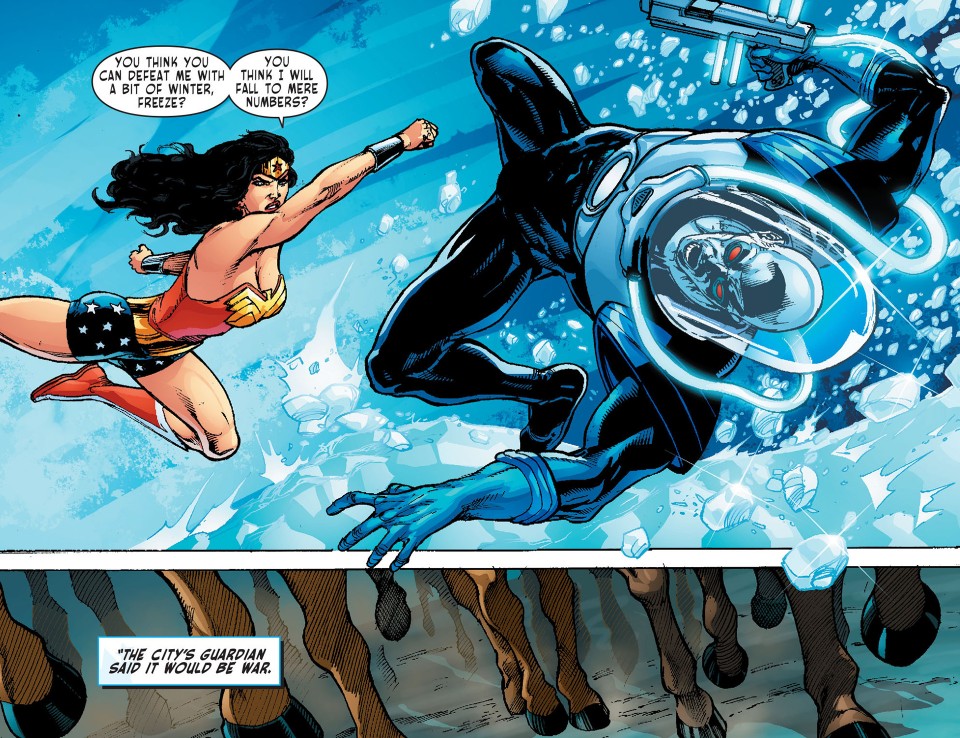 YOU THINK YOU
CAN DEFEAT ME WITH
A BIT OF WINTER,
FREEZE?
YOU
THINK I WILL
FALL TO MERE
NUMBERS?
"THE CITY'S GUARDIAN
SAID IT WOULD BE WAR.